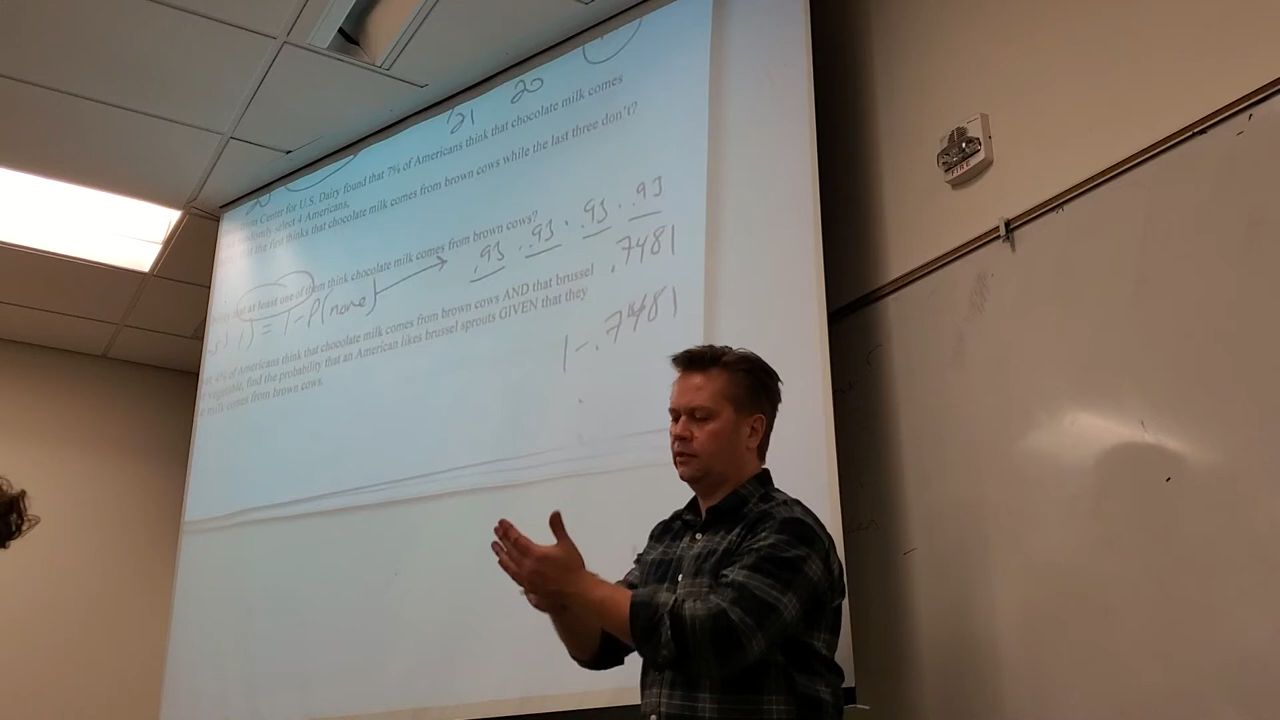 21 20
Center for U.S. Dairy found that 7% of Americans think that chocolate milk comes
select 4 Americans,
the first thinks that chocolate milk comes from brown cows while the last three don't?
at least one of them think chocolate milk comes from brown cows?
.93 · .93 · .93 · .93
1) = 1 - P(none)
.7481
4% of Americans think that chocolate milk comes from brown cows AND that brussel
vegetable, find the probability that an American likes brussel sprouts GIVEN that they
milk comes from brown cows.
1 - .7481
FIRE